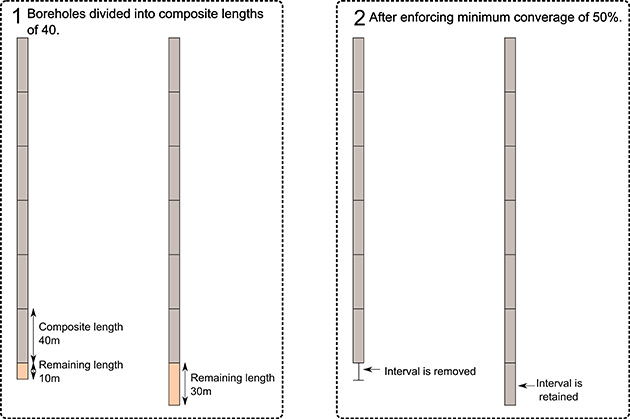 1 Boreholes divided into composite lengths
of 40.
Composite length
40m
Remaining length
10m
Remaining length
30m
2 After enforcing minimum converage of 50%.
Interval is removed
Interval is
retained